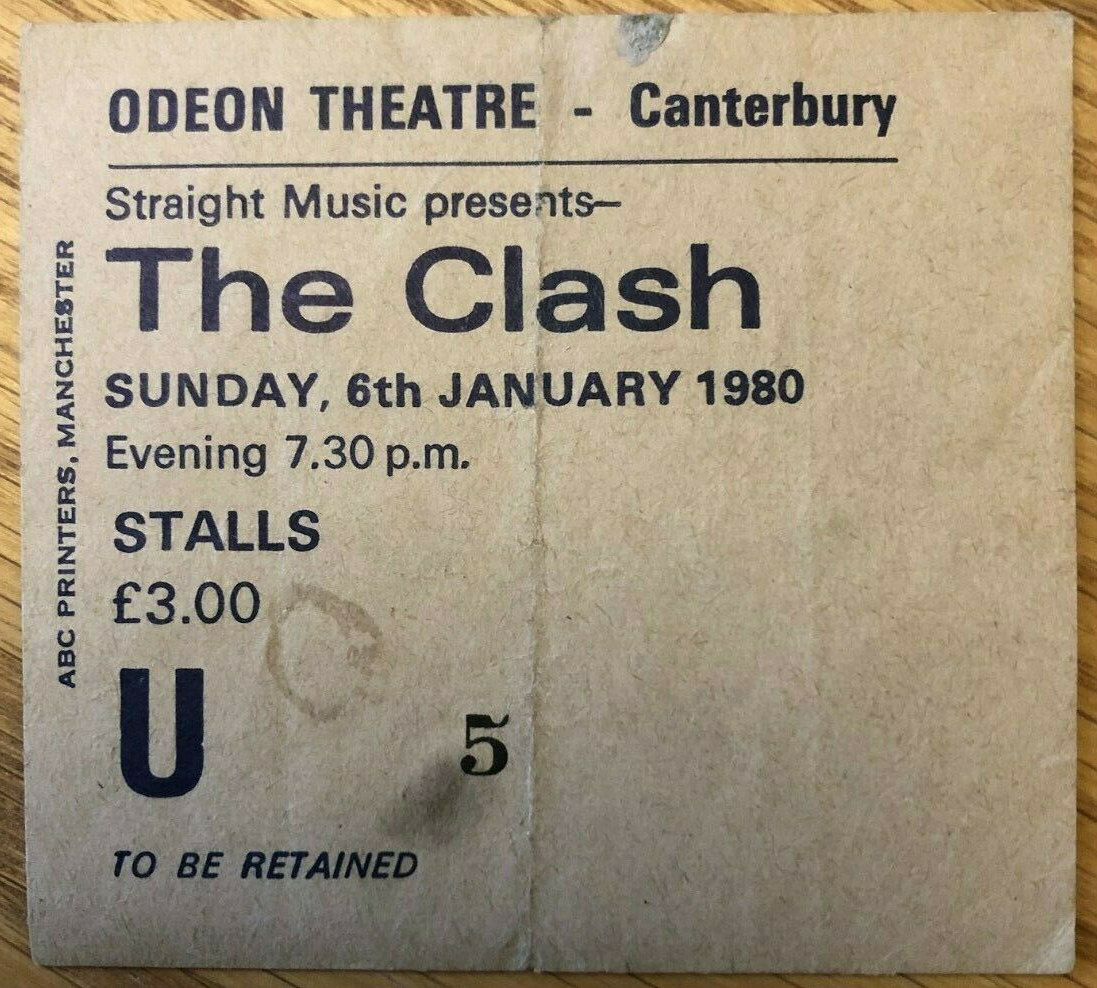 ODEON THEATRE - Canterbury
Straight Music presents—
The Clash
SUNDAY, 6th JANUARY 1980
Evening 7.30 p.m.
STALLS
£3.00
U 5
TO BE RETAINED
ABC PRINTERS, MANCHESTER